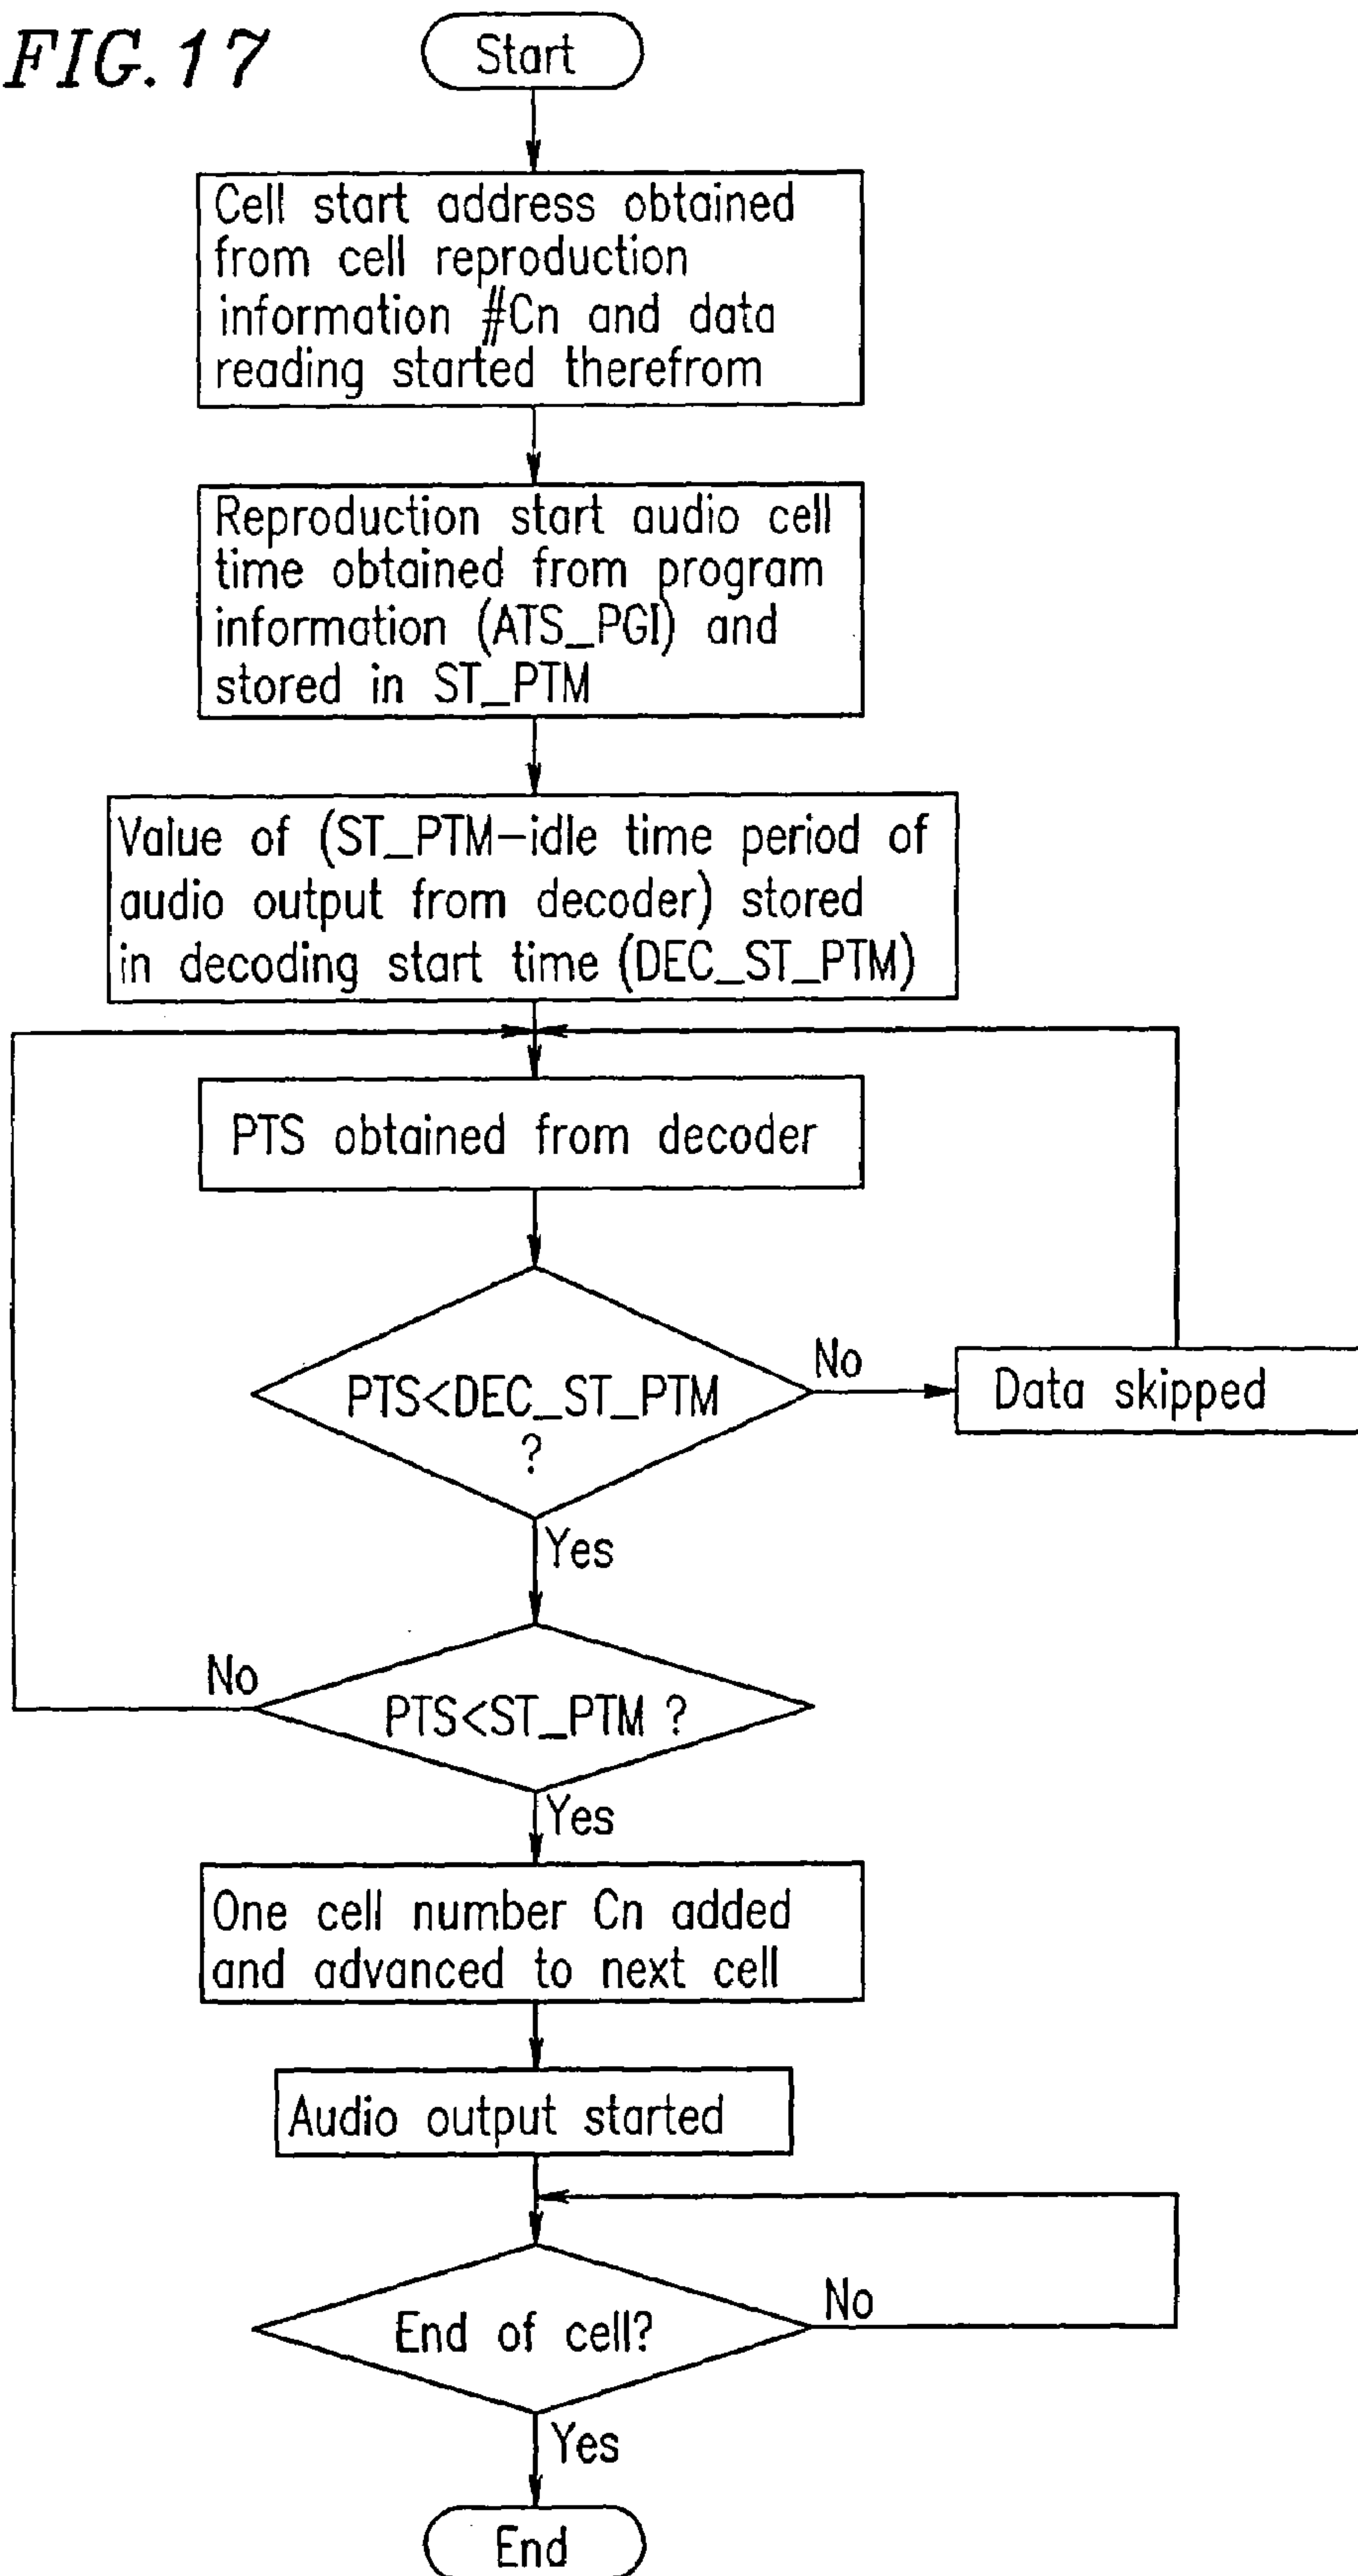 FIG.17
Start
Cell start address obtained
from cell reproduction
information #Cn and data
reading started therefrom
Reproduction start audio cell
time obtained from program
information (ATS_PGI) and
stored in ST_PTM
Value of (ST_PTM-idle time period of
audio output from decoder) stored
in decoding start time (DEC_ST_PTM)
PTS obtained from decoder
PTS<DEC_ST_PTM
?
No
Data skipped
Yes
PTS<ST_PTM ?
No
Yes
One cell number Cn added
and advanced to next cell
Audio output started
End of cell?
No
Yes
End